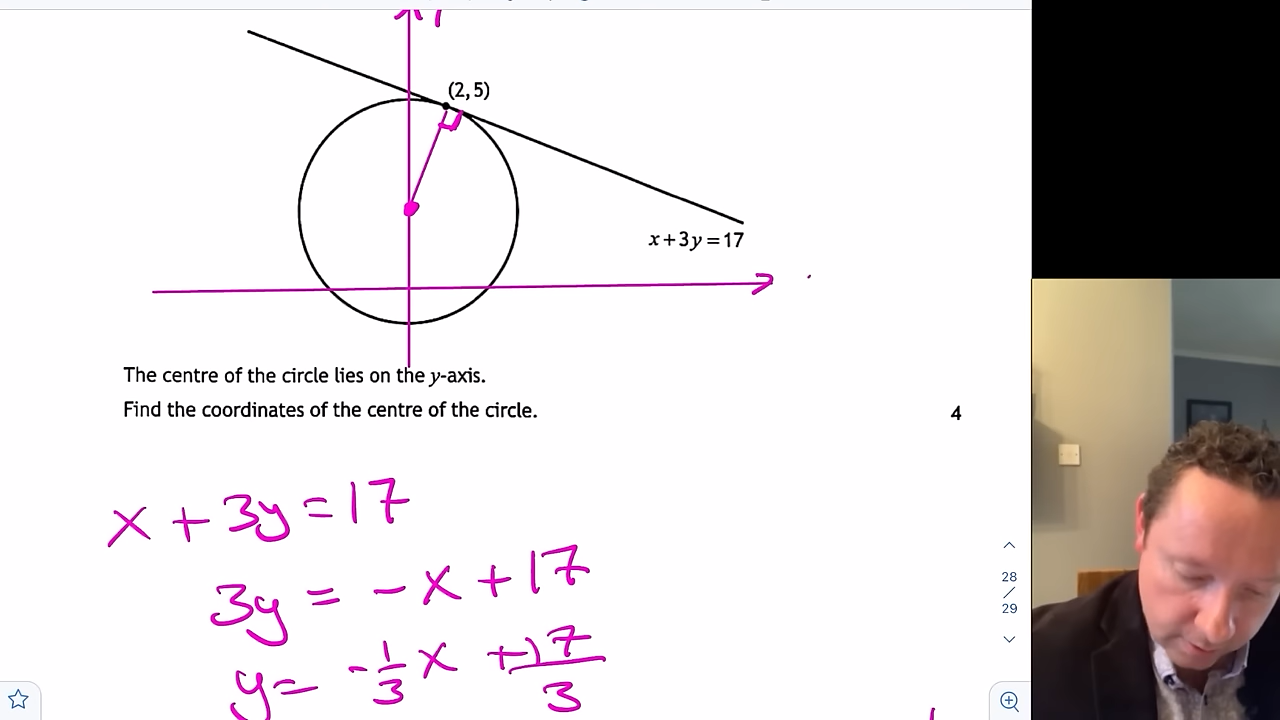 y
(2,5)
x+3y=17
The centre of the circle lies on the y-axis.
Find the coordinates of the centre of the circle.
4
x + 3y = 17
3y = -x + 17
y = -1/3 x + 17/3
28
/
29